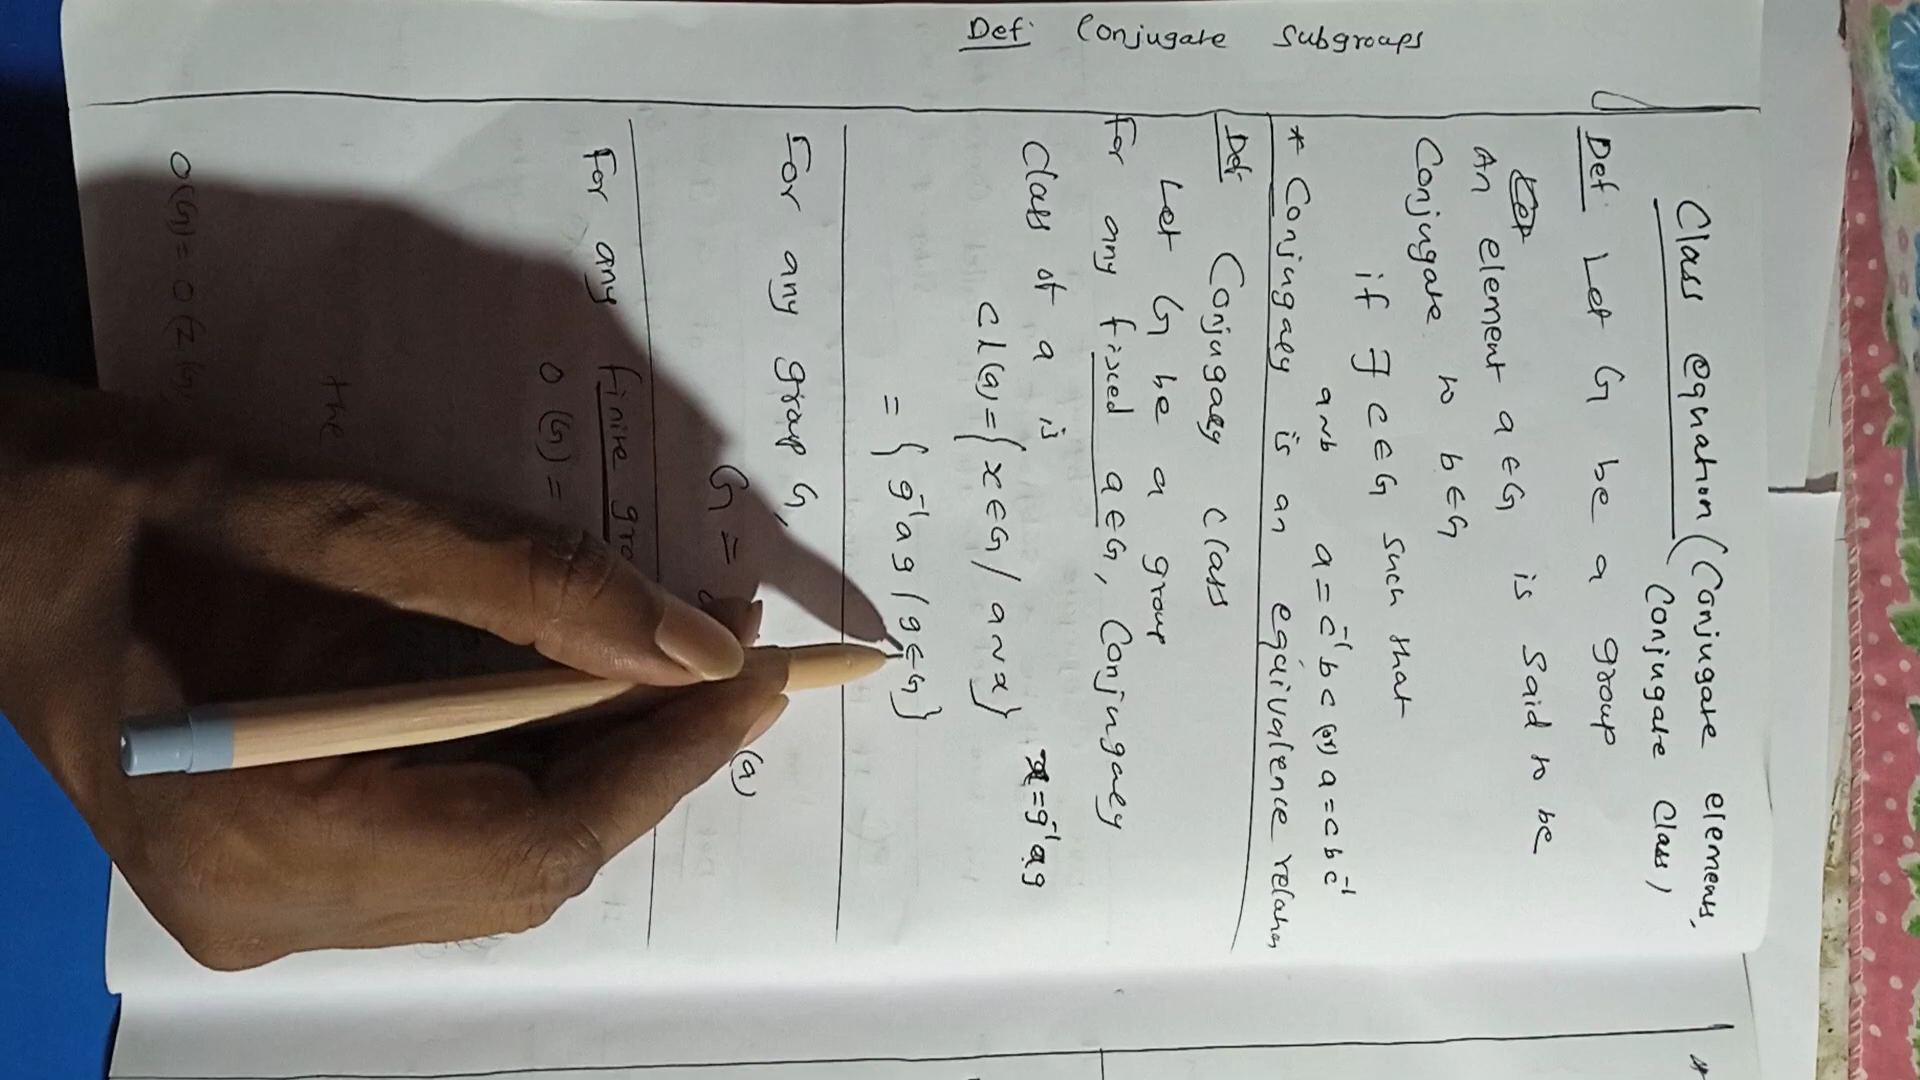 Def: Conjugate Subgroups
Class equation (Conjugate elements,
Conjugate Class)
Def: Let G be a group
An element a∈G is said to be
Conjugate to b∈G
if ∃ c∈G such that
a~b a = c⁻¹bc (or) a = cbc⁻¹
* Conjugacy is an equivalence relation
Def: Conjugacy class
Let G be a group
For any fixed a∈G, Conjugacy
Class of a is
x = g⁻¹ag
cl(a) = {x∈G / a~x}
= {g⁻¹ag / g∈G}
For any group G,
G = (a)
For any finite
O(G) =
the
O(G) = O(Z(G)